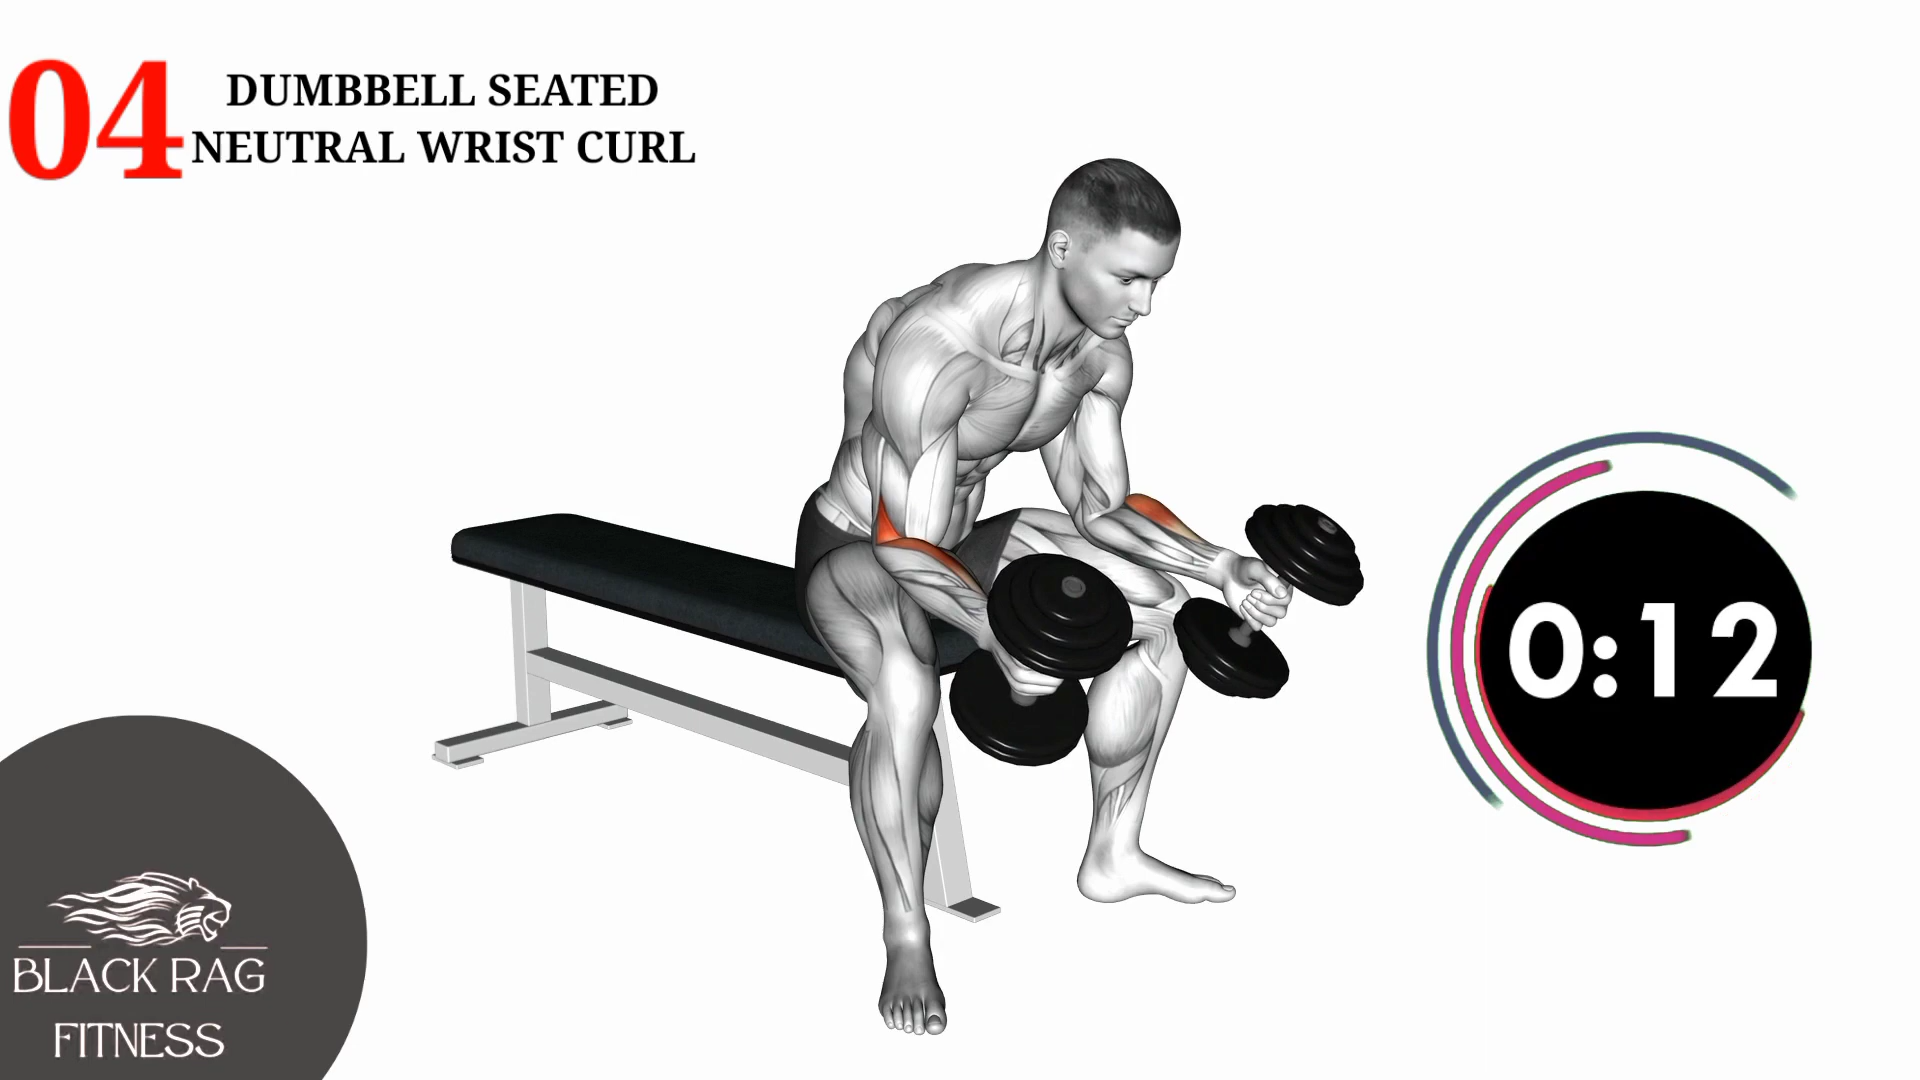 04
DUMBBELL SEATED
NEUTRAL WRIST CURL
0:12
BLACK RAG
FITNESS